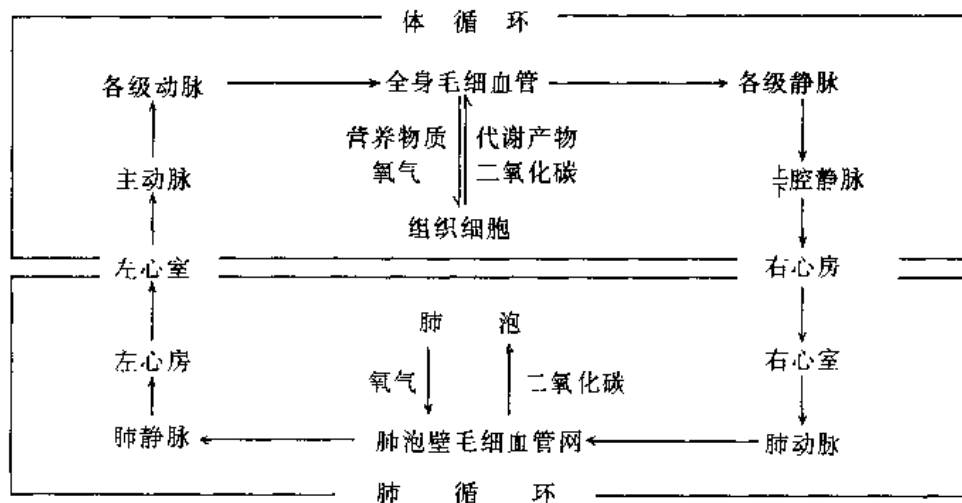 体 循 环
各级动脉 全身毛细血管 各级静脉
营养物质 代谢产物
氧气 二氧化碳
主动脉 上下腔静脉
组织细胞
左心室 右心房
肺 泡
左心房 氧气 二氧化碳 右心室
肺静脉 肺泡壁毛细血管网 肺动脉
肺 循 环